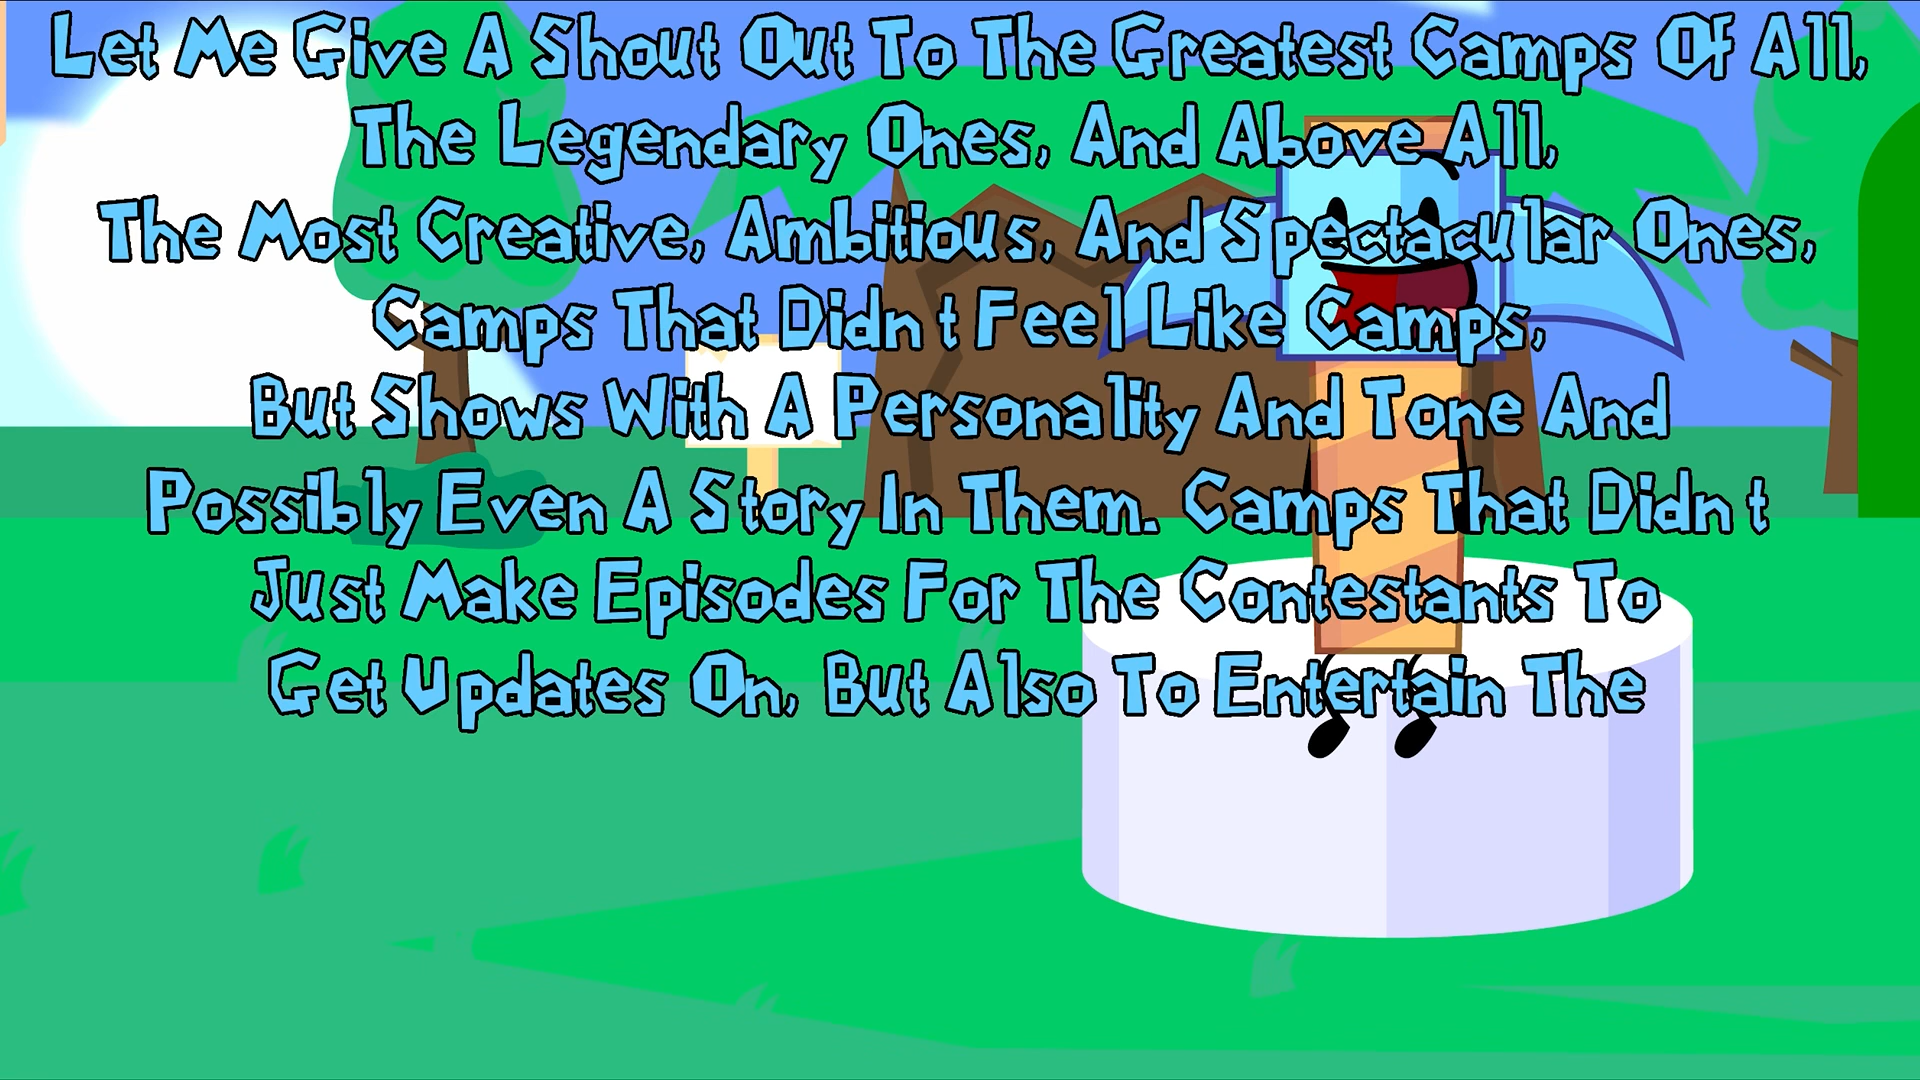 Let Me Give A Shout Out To The Greatest Camps Of All,
The Legendary Ones, And Above All,
The Most Creative, Ambitious, And Spectacular Ones,
Camps That Didn t Feel Like Camps,
But Shows With A Personality And Tone And
Possibly Even A Story In Them. Camps That Didn t
Just Make Episodes For The Contestants To
Get Updates On, But Also To Entertain The